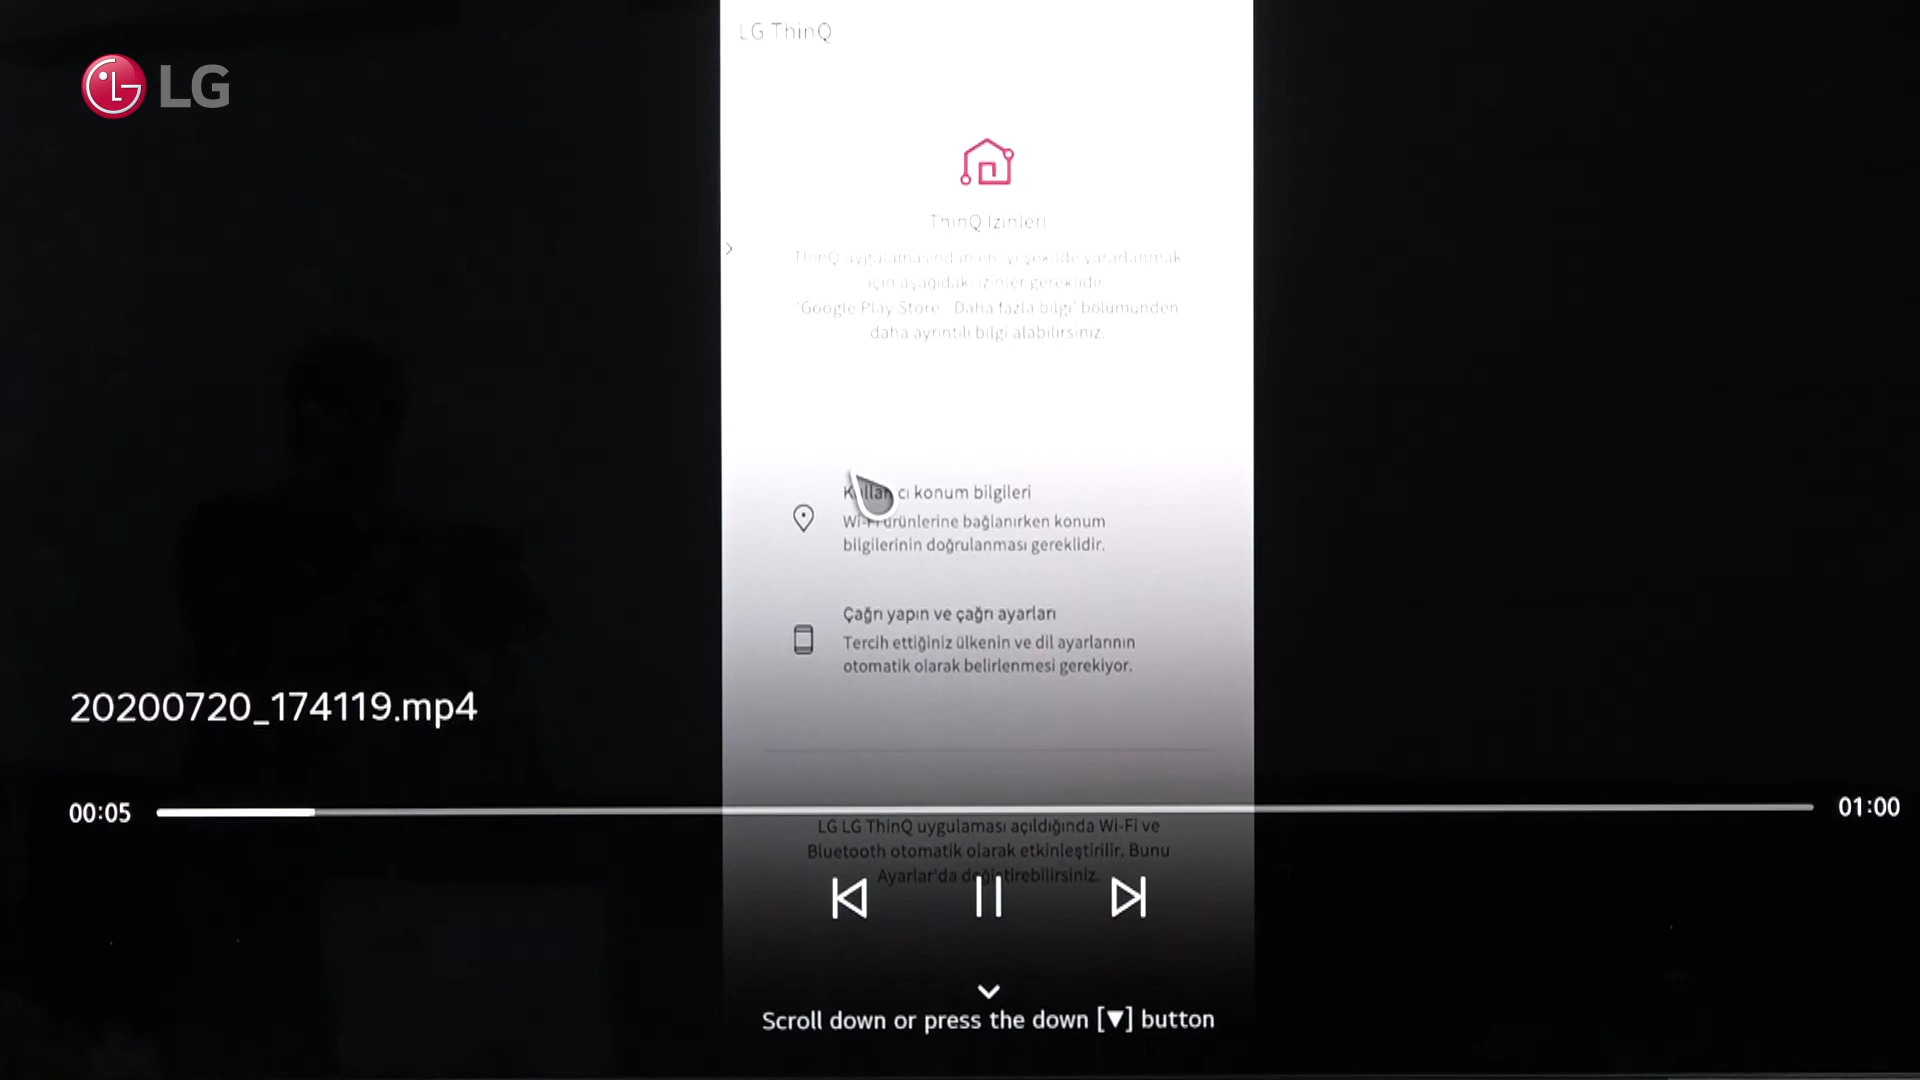 LG ThinQ
LG
ThinQ İzinleri
ThinQ uygulamasından en iyi şekilde yararlanmak
için aşağıdaki izinler gereklidir.
'Google Play Store Daha fazla bilgi' bölümünden
daha ayrıntılı bilgi alabilirsiniz.
Kullanıcı konum bilgileri
Wi-Fi ürünlerine bağlanırken konum
bilgilerinin doğrulanması gereklidir.
Çağrı yapın ve çağrı ayarları
Tercih ettiğiniz ülkenin ve dil ayarlarının
otomatik olarak belirlenmesi gerekiyor.
20200720_174119.mp4
00:05
01:00
LG LG ThinQ uygulaması açıldığında Wi-Fi ve
Bluetooth otomatik olarak etkinleştirilir. Bunu
Ayarlar'da değiştirebilirsiniz.
Scroll down or press the down [▼] button